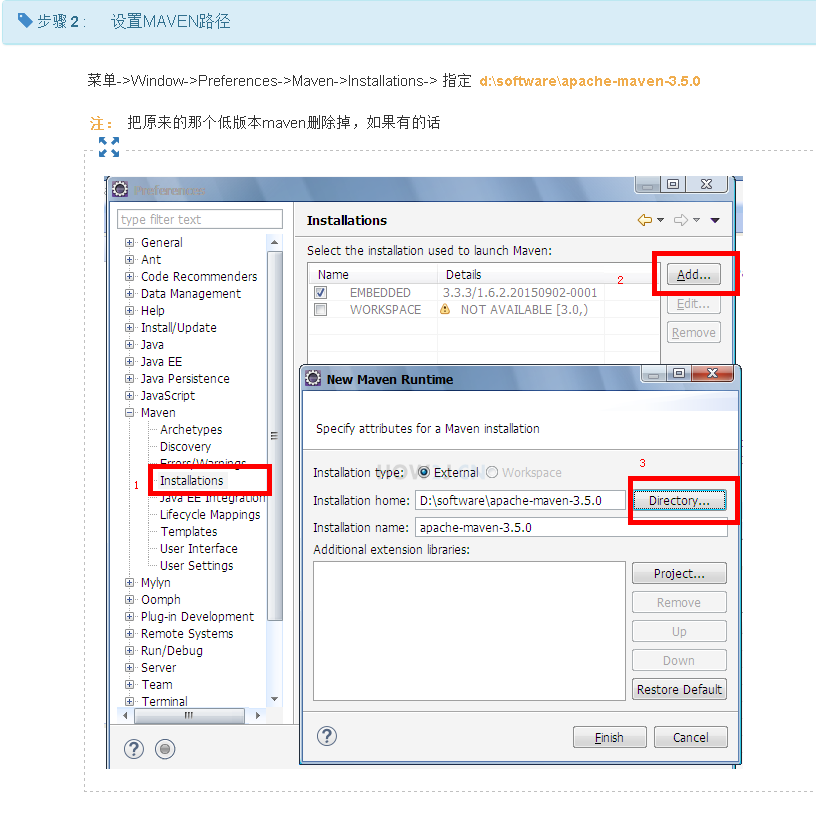 步骤 2 :
设置MAVEN路径
菜单->Window->Preferences->Maven->Installations-> 指定 d:\software\apache-maven-3.5.0
注： 把原来的那个低版本maven删除掉，如果有的话
Preferences
type filter text
General
Ant
Code Recommenders
Data Management
Help
Install/Update
Java
Java EE
Java Persistence
JavaScript
Maven
Archetypes
Discovery
Errors/Warnings
1
Installations
Java EE Integration
Lifecycle Mappings
Templates
User Interface
User Settings
Mylyn
Oomph
Plug-in Development
Remote Systems
Run/Debug
Server
Team
Terminal
Installations
Select the installation used to launch Maven:
Name Details
EMBEDDED 3.3.3/1.6.2.20150902-0001
WORKSPACE NOT AVAILABLE [3.0,)
2
Add...
Edit...
Remove
New Maven Runtime
Specify attributes for a Maven installation
Installation type: External Workspace
3
Installation home: D:\software\apache-maven-3.5.0 Directory...
Installation name: apache-maven-3.5.0
Additional extension libraries:
Project...
Remove
Up
Down
Restore Default
Finish Cancel